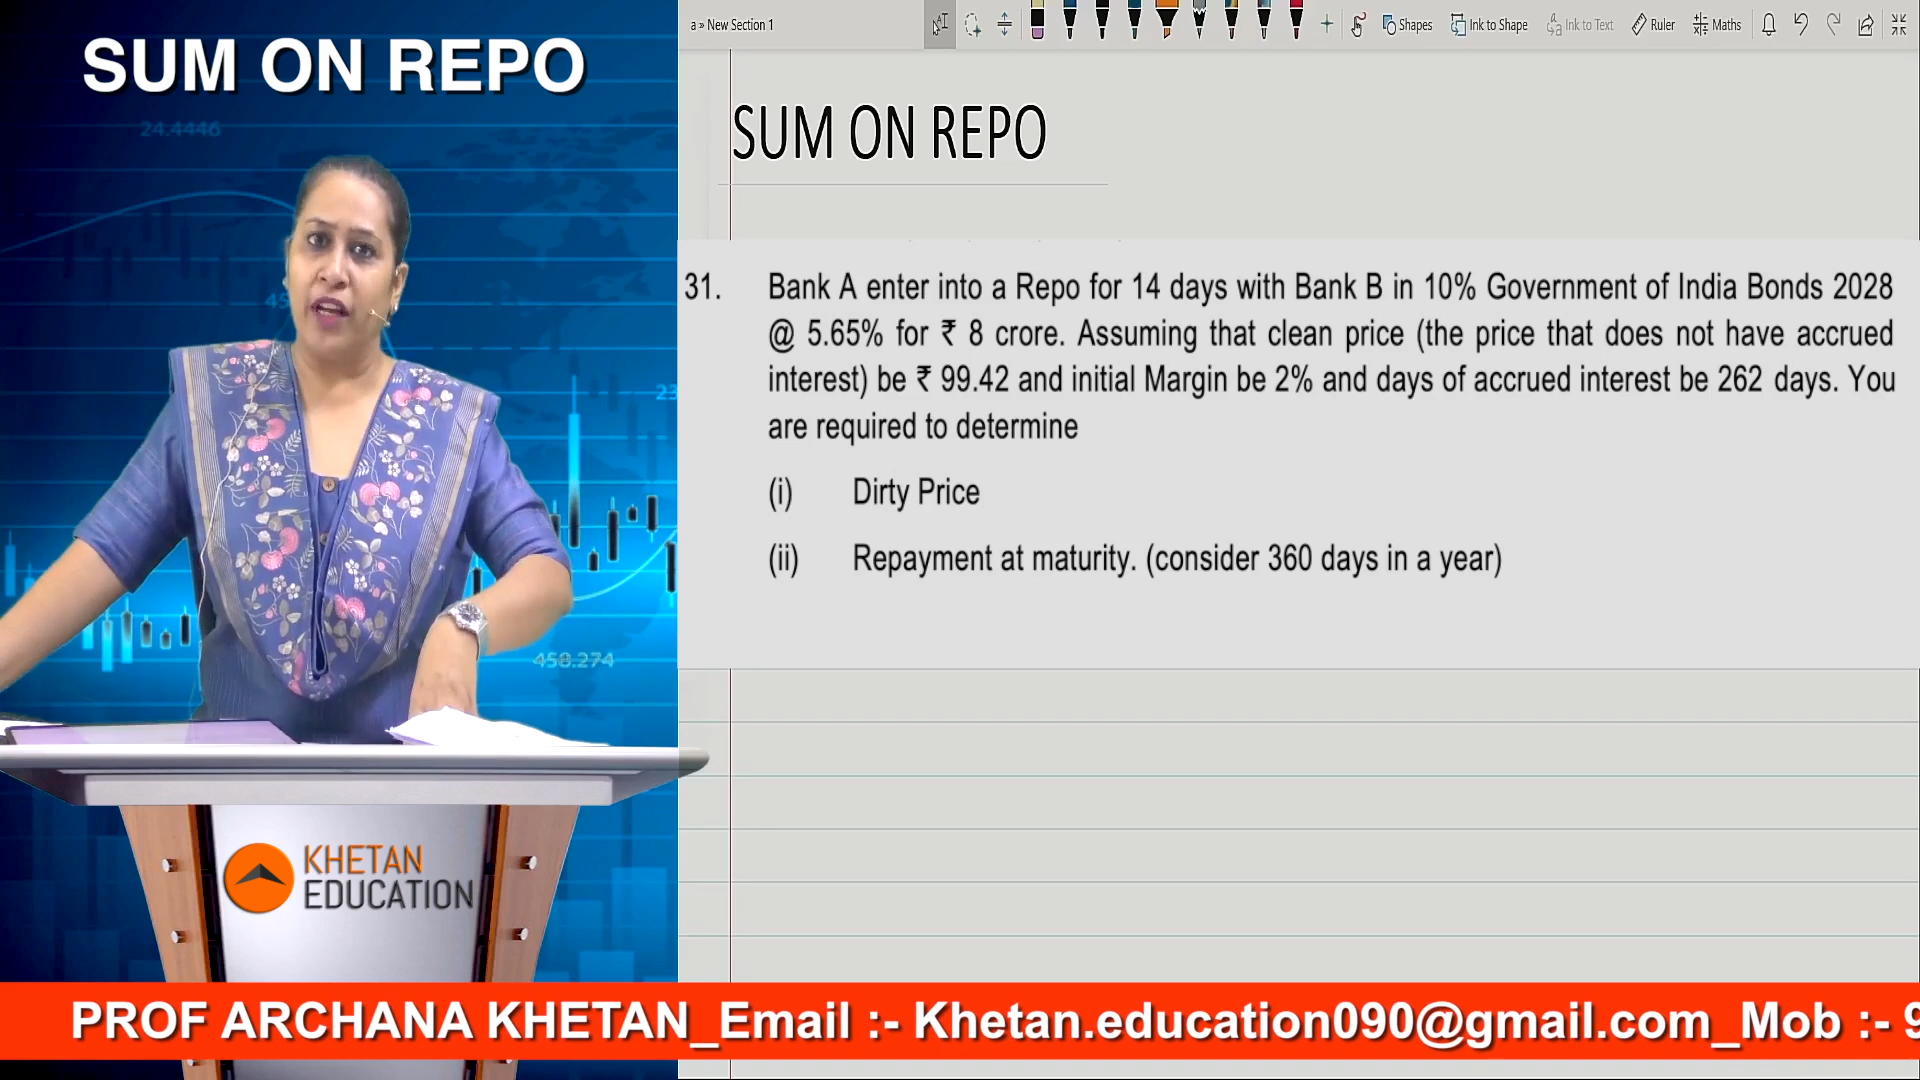 SUM ON REPO
24.4446
45
23
458.274
KHETAN
EDUCATION
a » New Section 1
Shapes
Ink to Shape
Ink to Text
Ruler
Maths
SUM ON REPO
31. Bank A enter into a Repo for 14 days with Bank B in 10% Government of India Bonds 2028
@ 5.65% for ₹ 8 crore. Assuming that clean price (the price that does not have accrued
interest) be ₹ 99.42 and initial Margin be 2% and days of accrued interest be 262 days. You
are required to determine
(i) Dirty Price
(ii) Repayment at maturity. (consider 360 days in a year)
PROF ARCHANA KHETAN_Email :- Khetan.education090@gmail.com_Mob :- 9